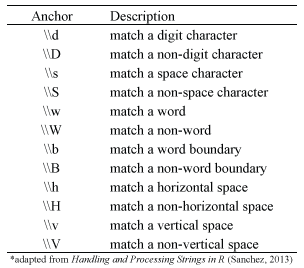 Anchor Description
\\d match a digit character
\\D match a non-digit character
\\s match a space character
\\S match a non-space character
\\w match a word
\\W match a non-word
\\b match a word boundary
\\B match a non-word boundary
\\h match a horizontal space
\\H match a non-horizontal space
\\v match a vertical space
\\V match a non-vertical space
*adapted from Handling and Processing Strings in R (Sanchez, 2013)